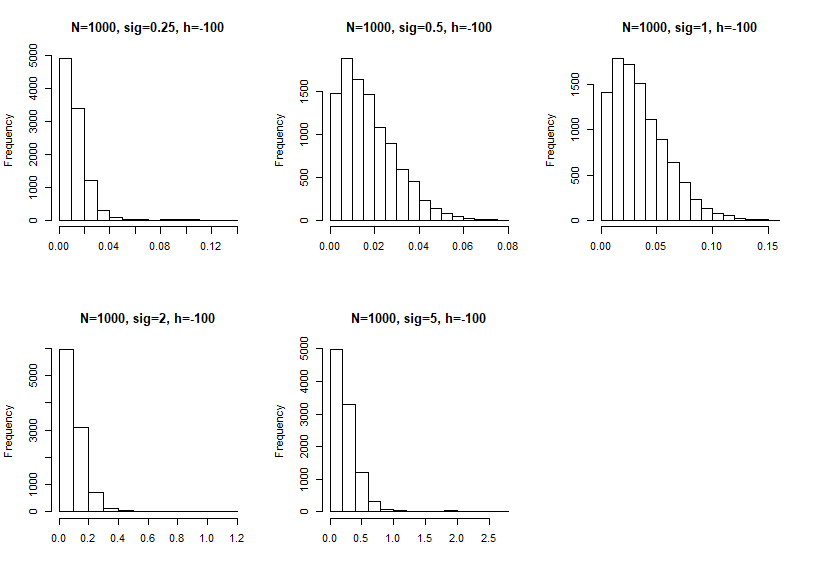 N=1000, sig=0.25, h=-100
N=1000, sig=0.5, h=-100
N=1000, sig=1, h=-100
Frequency
0 1000 2000 3000 4000 5000
0.00 0.04 0.08 0.12
Frequency
0 500 1000 1500
0.00 0.02 0.04 0.06 0.08
Frequency
0 500 1000 1500
0.00 0.05 0.10 0.15
N=1000, sig=2, h=-100
N=1000, sig=5, h=-100
Frequency
0 1000 3000 5000
0.0 0.2 0.4 0.6 0.8 1.0 1.2
Frequency
0 1000 2000 3000 4000 5000
0.0 0.5 1.0 1.5 2.0 2.5